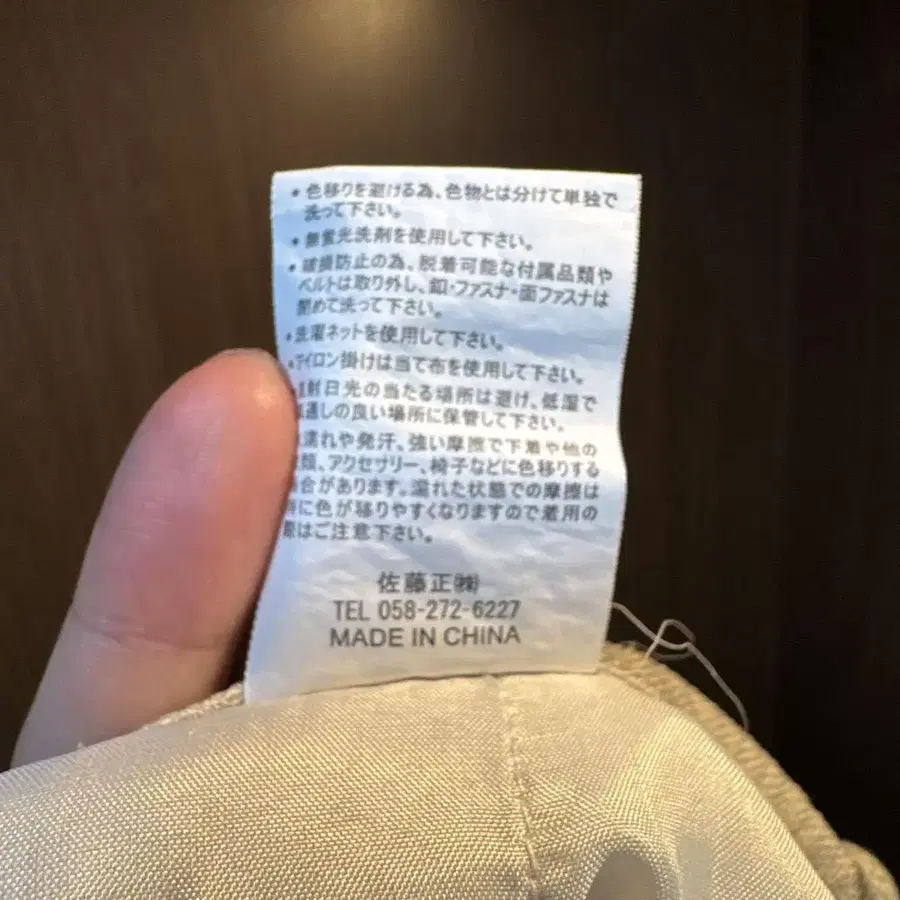 ・色移りを避ける為、色物とは分けて単独で
洗って下さい。
・無蛍光洗剤を使用して下さい。
・破損防止の為、脱着可能な付属品類や
ベルトは取り外し、釦・ファスナ・面ファスナは
閉めて洗って下さい。
・洗濯ネットを使用して下さい。
・アイロン掛けは当て布を使用して下さい。
射日光の当たる場所は避け、低湿で
通しの良い場所に保管して下さい。
濡れや発汗、強い摩擦で下着や他の
類、アクセサリー、椅子などに色移りする
合があります。濡れた状態での摩擦は
に色が移りやすくなりますので着用の
際はご注意下さい。
佐藤正㈱
TEL 058-272-6227
MADE IN CHINA